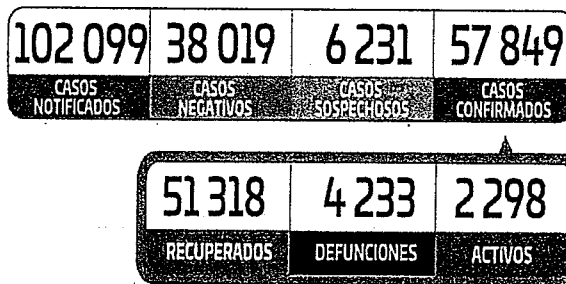 102 099 38 019 6 231 57 849
CASOS NOTIFICADOS CASOS NEGATIVOS CASOS SOSPECHOSOS CASOS CONFIRMADOS
51 318 4 233 2 298
RECUPERADOS DEFUNCIONES ACTIVOS